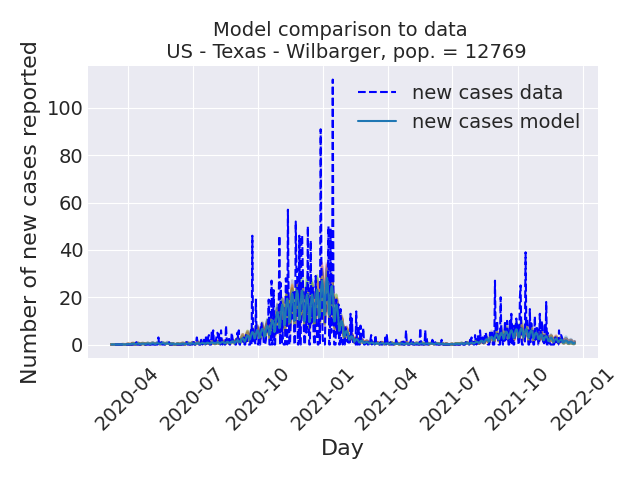 Model comparison to data
US - Texas - Wilbarger, pop. = 12769
Number of new cases reported
100
80
60
40
20
0
new cases data
new cases model
2020-04
2020-07
2020-10
2021-01
2021-04
2021-07
2021-10
2022-01
Day